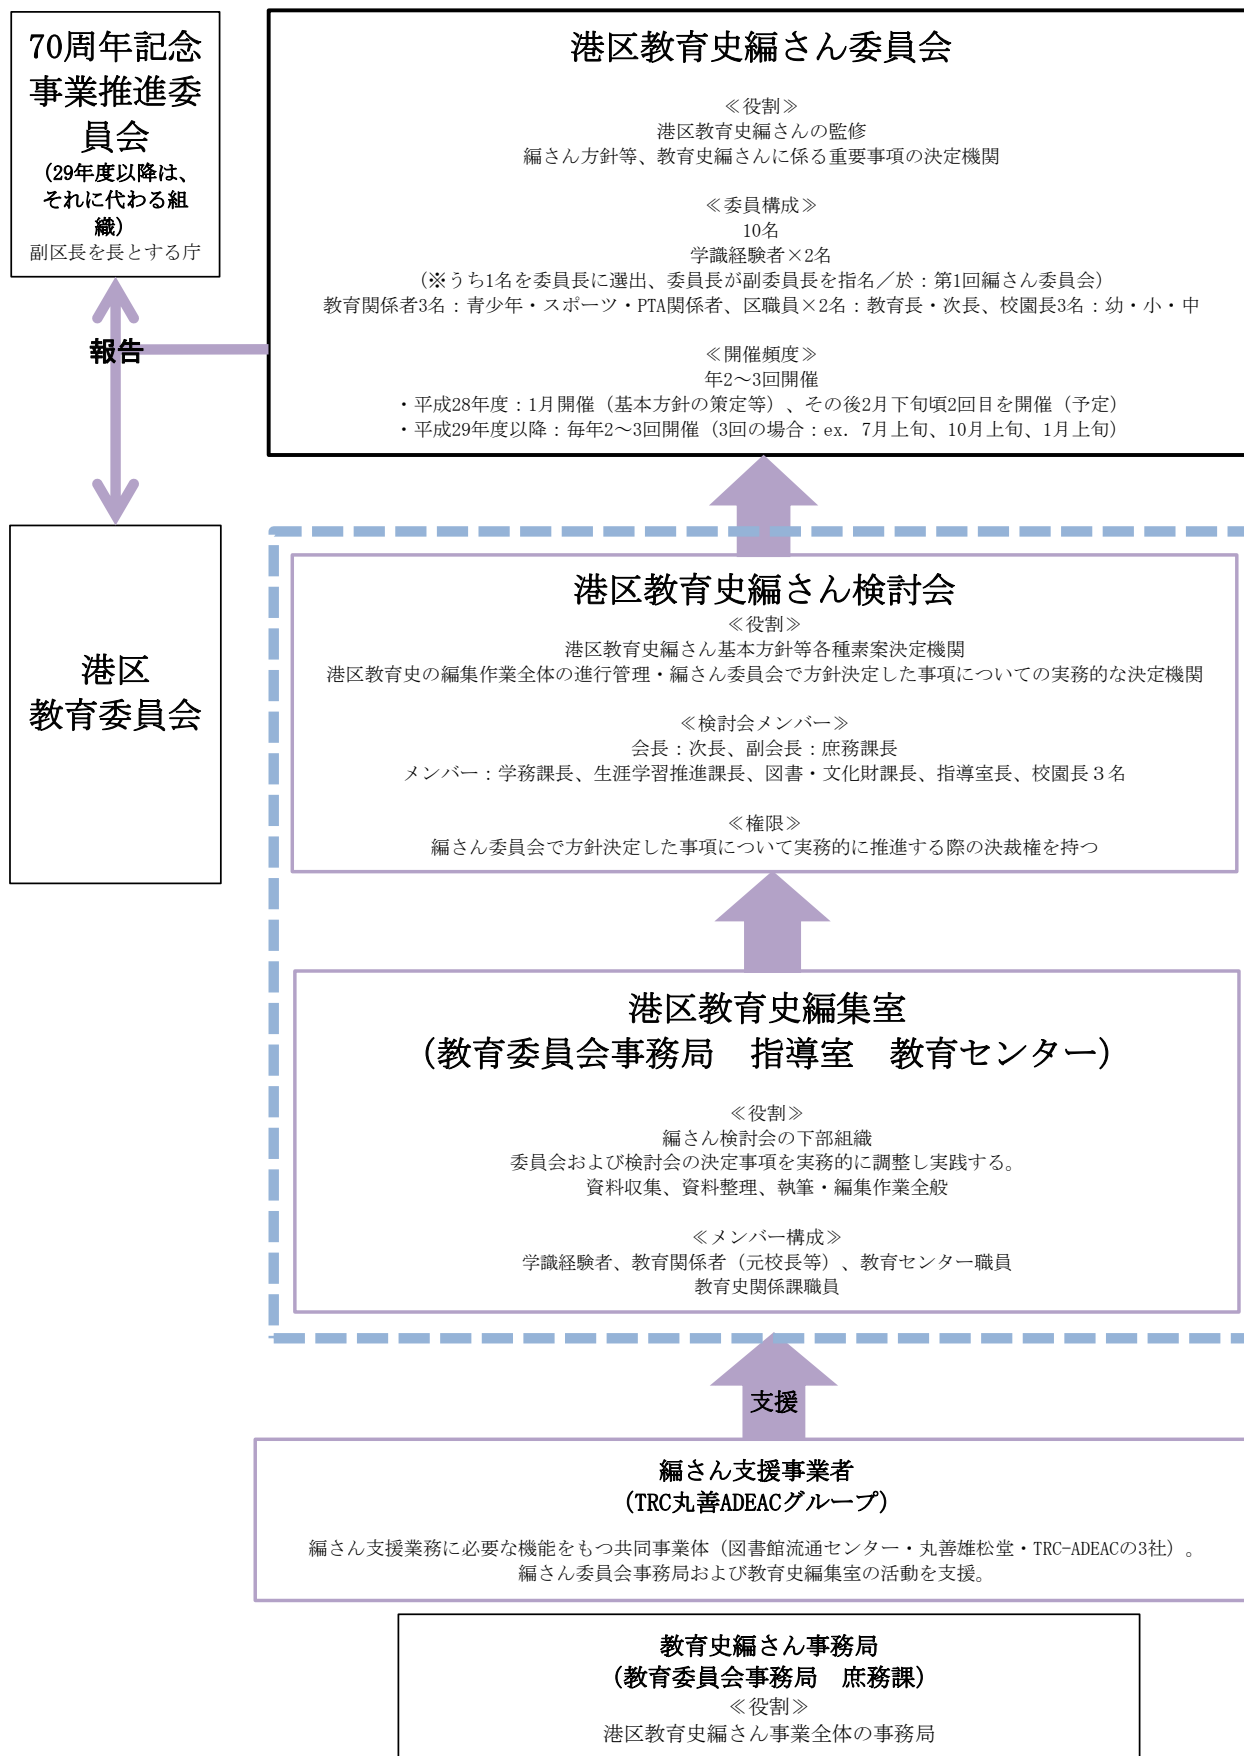 70周年記念
事業推進委
員会
(29年度以降は、
それに代わる組
織)
副区長を長とする庁
報告
港区
教育委員会
港区教育史編さん委員会
≪役割≫
港区教育史編さんの監修
編さん方針等、教育史編さんに係る重要事項の決定機関
≪委員構成≫
10名
学識経験者×2名
(※うち1名を委員長に選出、委員長が副委員長を指名／於：第1回編さん委員会)
教育関係者3名：青少年・スポーツ・PTA関係者、区職員×2名：教育長・次長、校園長3名：幼・小・中
≪開催頻度≫
年2～3回開催
・平成28年度：1月開催（基本方針の策定等）、その後2月下旬頃2回目を開催（予定）
・平成29年度以降：毎年2～3回開催（3回の場合：ex. 7月上旬、10月上旬、1月上旬）
港区教育史編さん検討会
≪役割≫
港区教育史編さん基本方針等各種素案決定機関
港区教育史の編集作業全体の進行管理・編さん委員会で方針決定した事項についての実務的な決定機関
≪検討会メンバー≫
会長：次長、副会長：庶務課長
メンバー：学務課長、生涯学習推進課長、図書・文化財課長、指導室長、校園長３名
≪権限≫
編さん委員会で方針決定した事項について実務的に推進する際の決裁権を持つ
港区教育史編集室
（教育委員会事務局　指導室　教育センター）
≪役割≫
編さん検討会の下部組織
委員会および検討会の決定事項を実務的に調整し実践する。
資料収集、資料整理、執筆・編集作業全般
≪メンバー構成≫
学識経験者、教育関係者（元校長等）、教育センター職員
教育史関係課職員
支援
編さん支援事業者
（TRC丸善ADEACグループ）
編さん支援業務に必要な機能をもつ共同事業体（図書館流通センター・丸善雄松堂・TRC-ADEACの3社）。
編さん委員会事務局および教育史編集室の活動を支援。
教育史編さん事務局
（教育委員会事務局　庶務課）
≪役割≫
港区教育史編さん事業全体の事務局